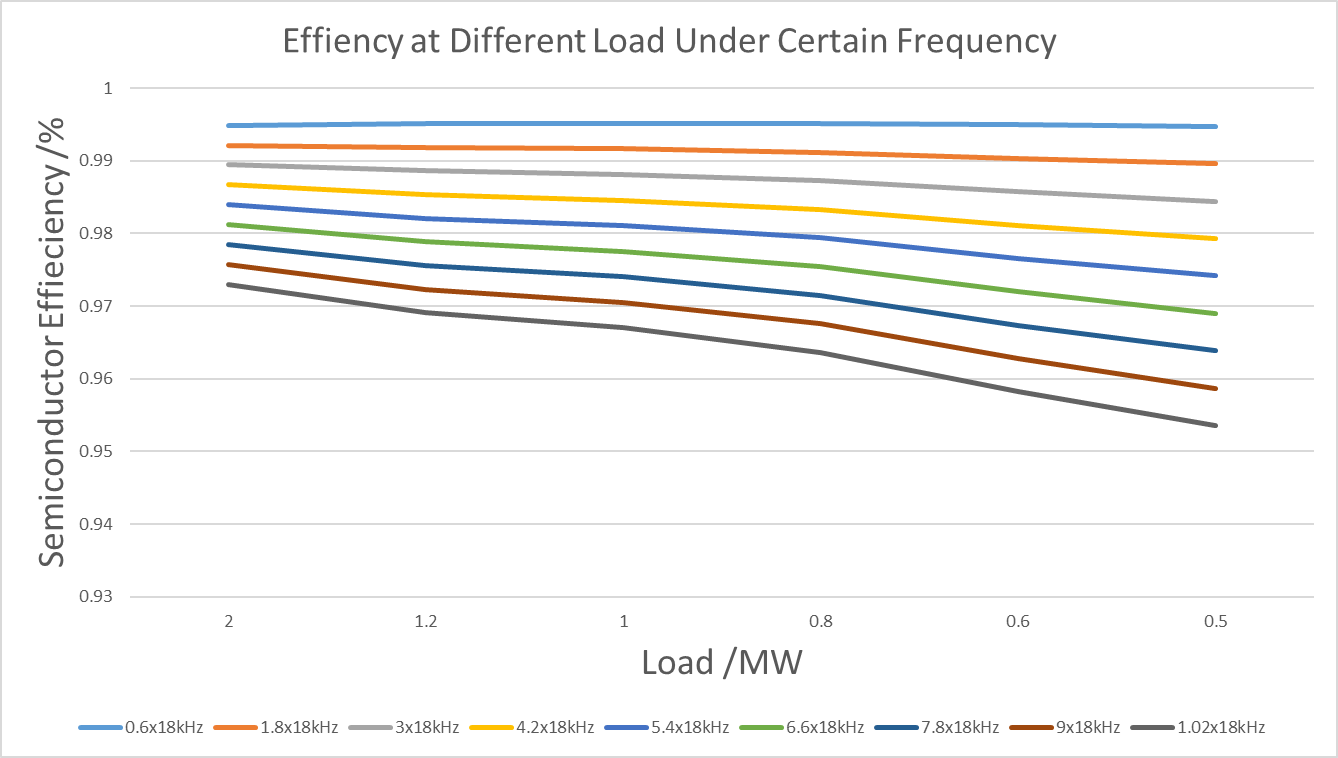 Effiency at Different Load Under Certain Frequency
Semiconductor Effieciency /%
1
0.99
0.98
0.97
0.96
0.95
0.94
0.93
2 1.2 1 0.8 0.6 0.5
Load /MW
0.6x18kHz 1.8x18kHz 3x18kHz 4.2x18kHz 5.4x18kHz 6.6x18kHz 7.8x18kHz 9x18kHz 1.02x18kHz